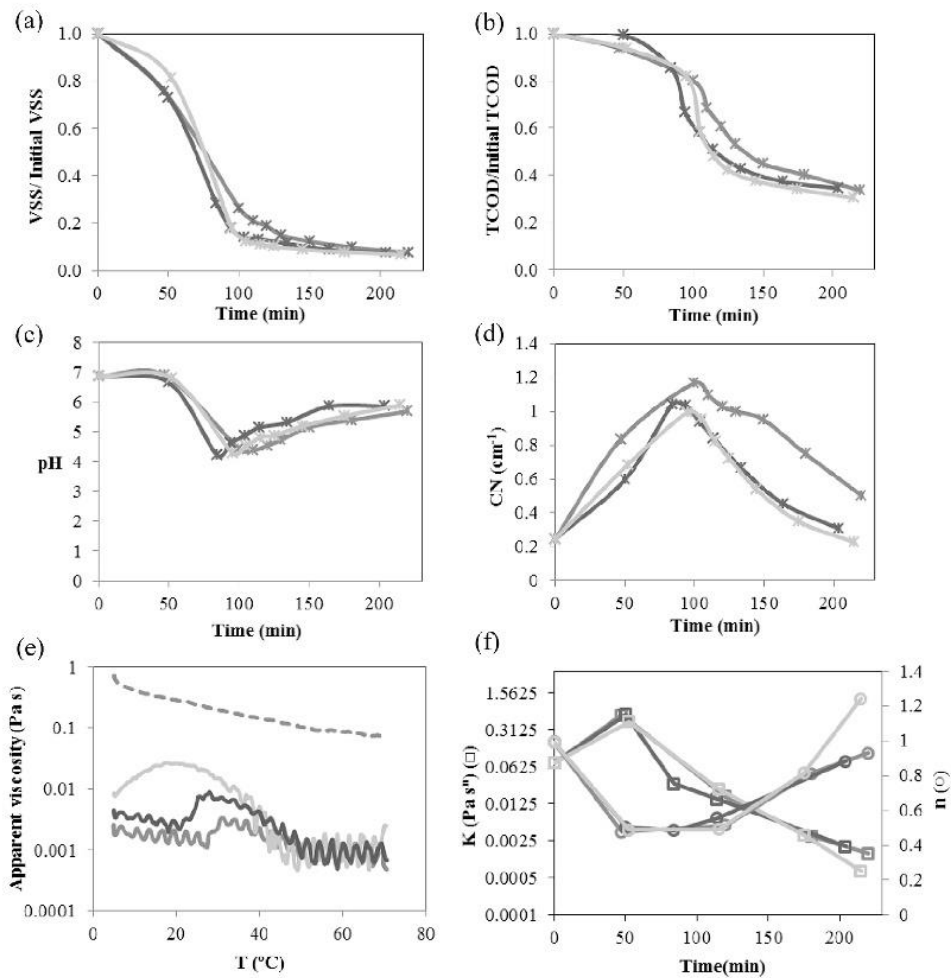 (a)
1.0
0.8
0.6
0.4
0.2
0.0
VSS/ Initial VSS
0 50 100 150 200
Time (min)
(b)
1.0
0.8
0.6
0.4
0.2
0.0
TCOD/initial TCOD
0 50 100 150 200
Time (min)
(c)
8
7
6
5
4
3
2
1
0
pH
0 50 100 150 200
Time (min)
(d)
1.4
1.2
1
0.8
0.6
0.4
0.2
0
CN (cm⁻¹)
0 50 100 150 200
Time (min)
(e)
1
0.1
0.01
0.001
0.0001
Apparent viscosity (Pa s)
0 20 40 60 80
T (ºC)
(f)
1.5625
0.3125
0.0625
0.0125
0.0025
0.0005
0.0001
K (Pa sⁿ) (□)
1.4
1.2
1
0.8
0.6
0.4
0.2
0
n (○)
0 50 100 150 200
Time(min)